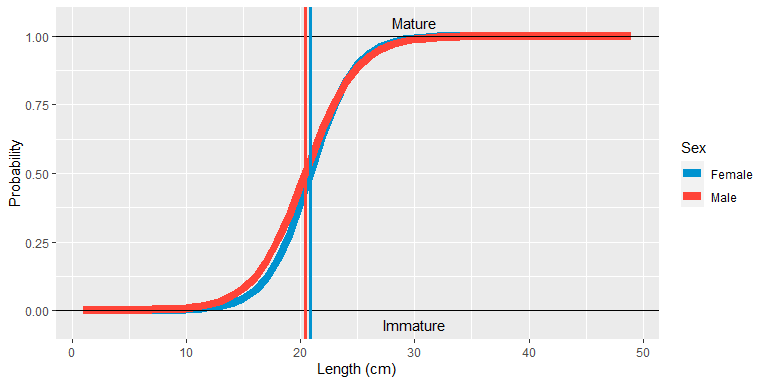 Mature
1.00
0.75
0.50
0.25
0.00
Probability
Immature
0 10 20 30 40 50
Length (cm)
Sex
Female
Male